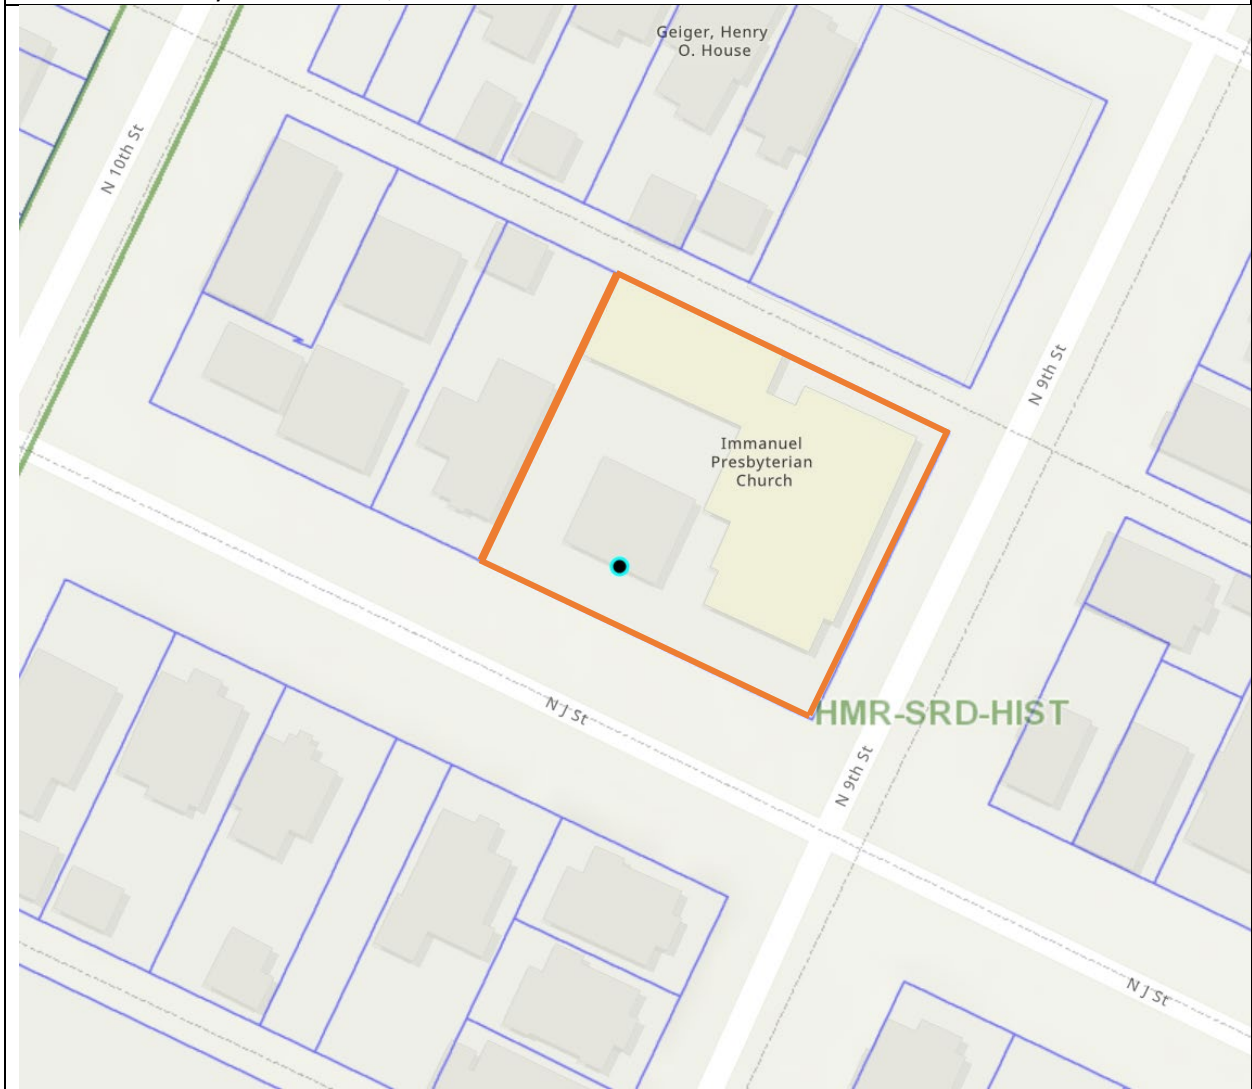 Geiger, Henry
O. House
N 10th St
N 9th St
Immanuel
Presbyterian
Church
N J St
HMR-SRD-HIST
N 9th St
N J St